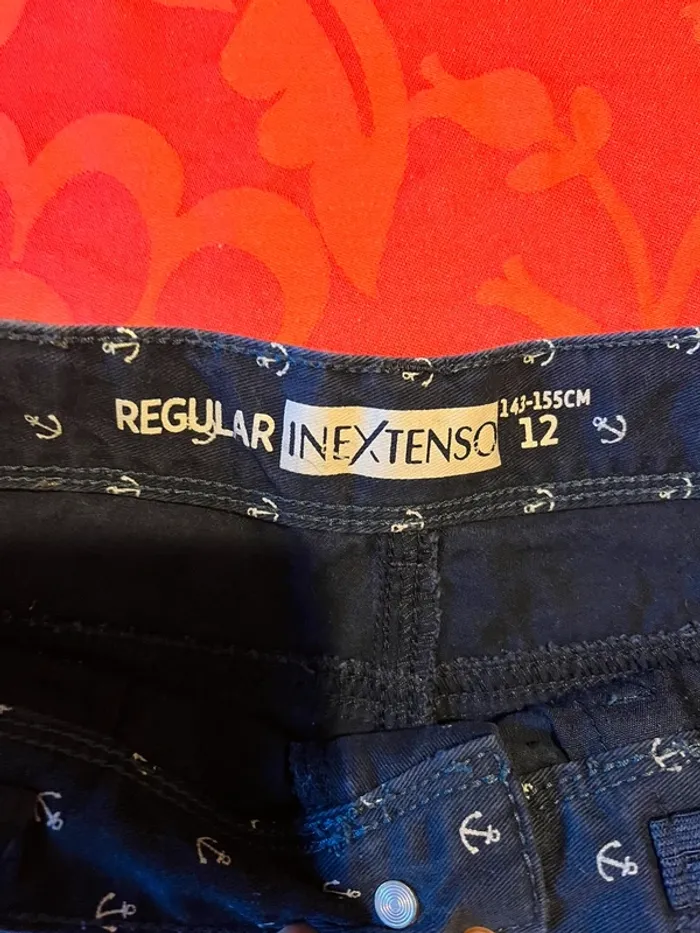 REGULAR
INEXTENSO
143-155CM
12